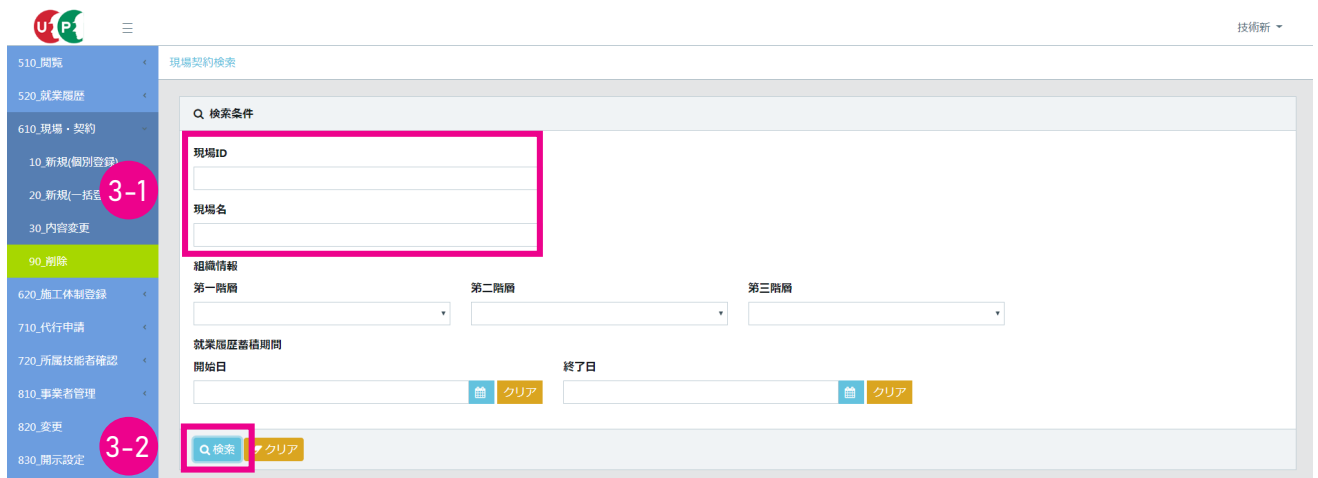 技術新
510_閲覧
520_就業履歴
610_現場・契約
10_新規(個別登録)
20_新規(一括登
30_内容変更
90_削除
620_施工体制登録
710_代行申請
720_所属技能者確認
810_事業者管理
820_変更
830_開示設定
3-1
3-2
現場契約検索
検索条件
現場ID
現場名
組織情報
第一階層 第二階層 第三階層
就業履歴蓄積期間
開始日 終了日
クリア クリア
検索 クリア